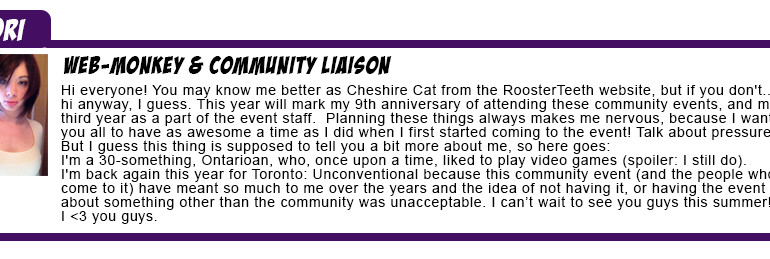 ORI
WEB-MONKEY & COMMUNITY LIAISON
Hi everyone! You may know me better as Cheshire Cat from the RoosterTeeth website, but if you don't..
hi anyway, I guess. This year will mark my 9th anniversary of attending these community events, and m
third year as a part of the event staff.  Planning these things always makes me nervous, because I want
you all to have as awesome a time as I did when I first started coming to the event! Talk about pressure
But I guess this thing is supposed to tell you a bit more about me, so here goes:
I'm a 30-something, Ontarioan, who, once upon a time, liked to play video games (spoiler: I still do).
I'm back again this year for Toronto: Unconventional because this community event (and the people who
come to it) have meant so much to me over the years and the idea of not having it, or having the event
about something other than the community was unacceptable. I can’t wait to see you guys this summer!
I <3 you guys.